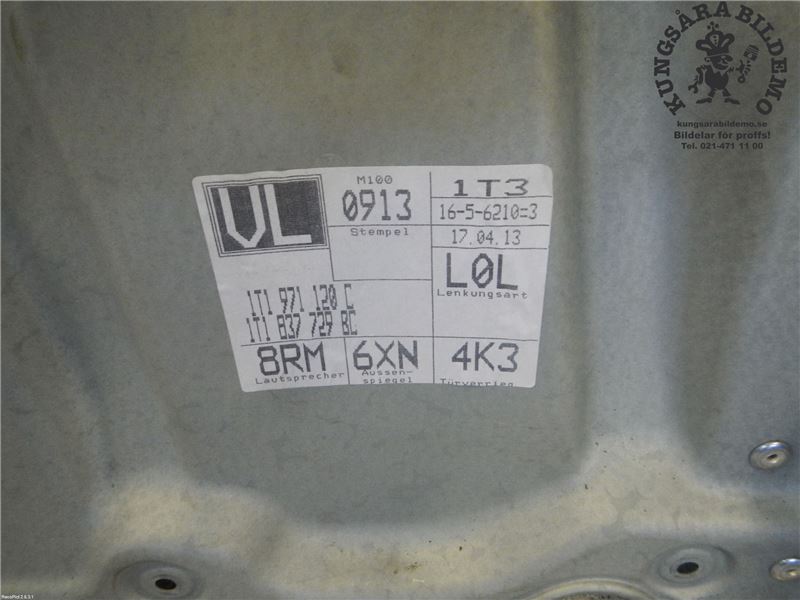 KUNGSÅRA BILDEMO
kungsarabildemo.se
Bildelar för proffs!
Tel. 021-471 11 00
VL
M100
0913
Stempel
1T3
16-5-6210=3
17.04.13
L0L
Lenkungsart
1T1 971 120 C
1T1 837 729 BC
8RM
Lautsprecher
6XN
Aussen-
spiegel
4K3
Türverrieg